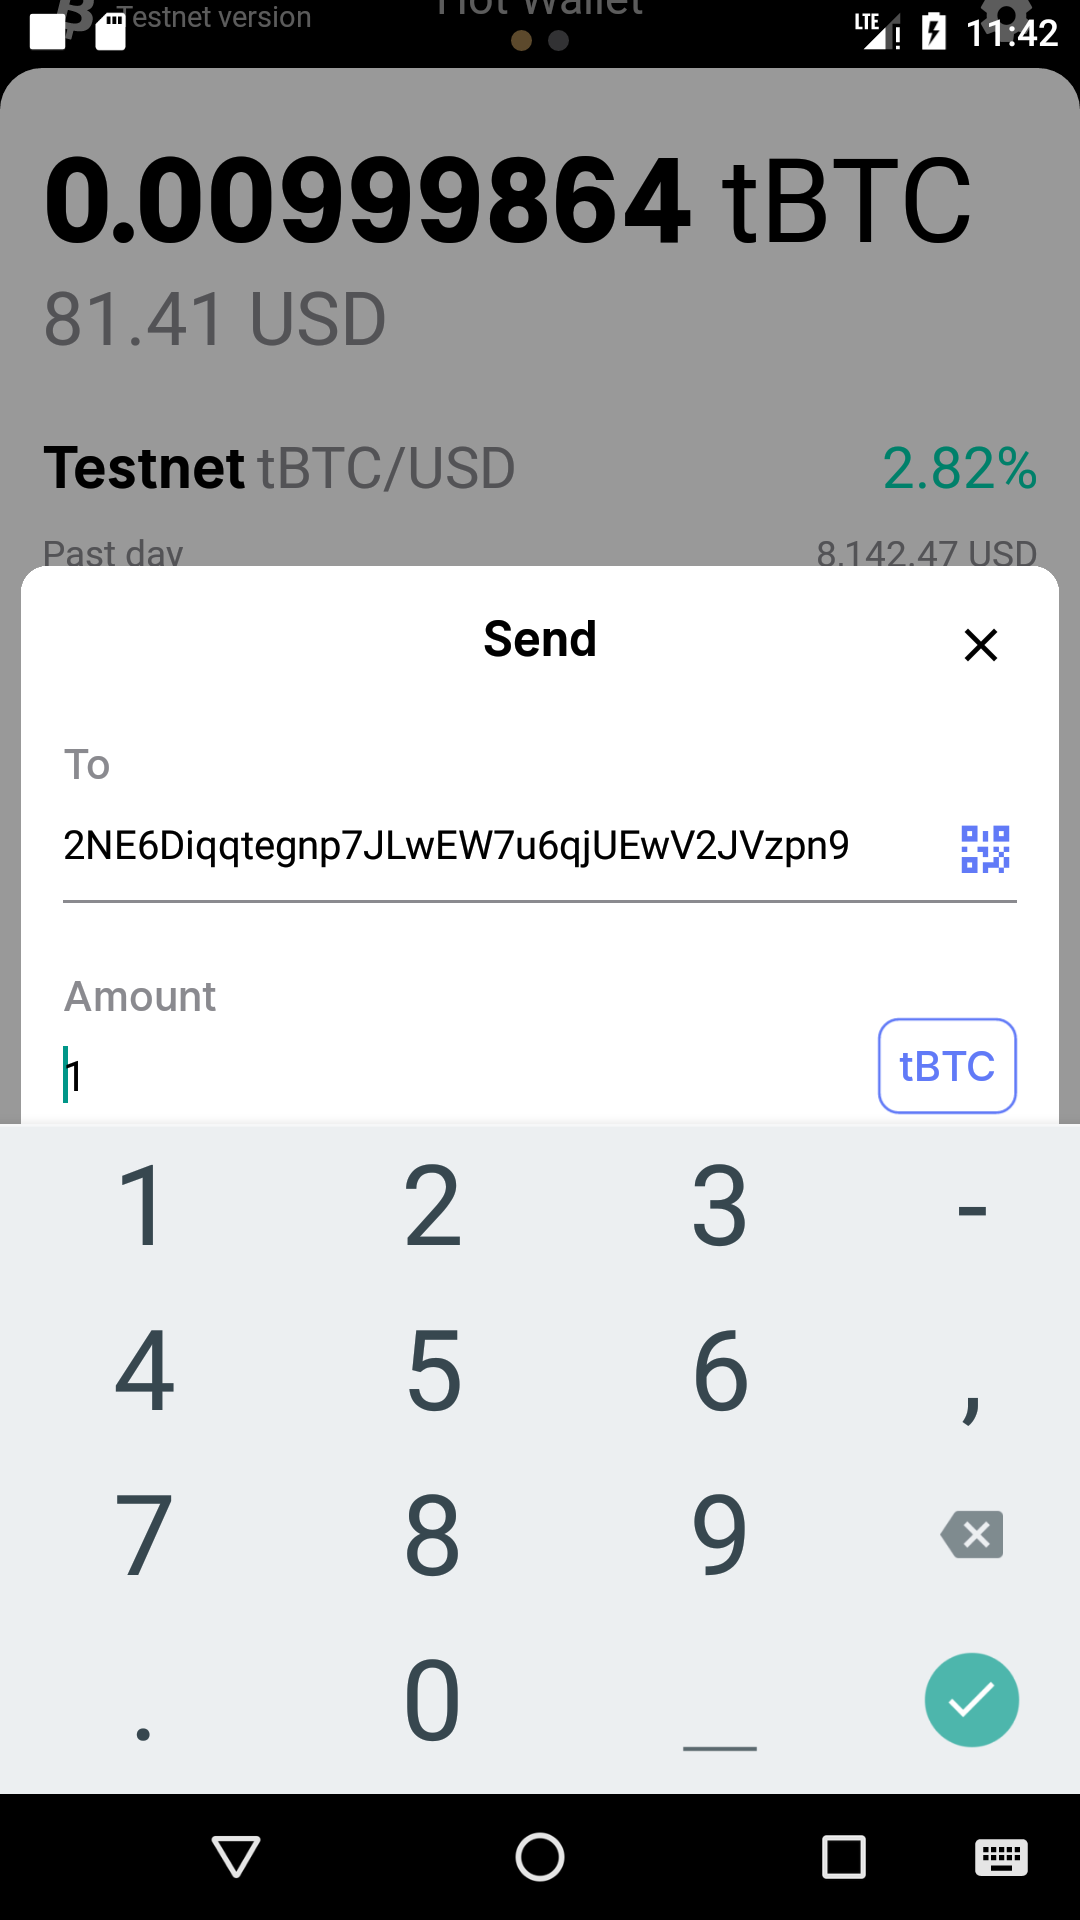 Testnet version
Hot Wallet
LTE
11:42
0.00999864 tBTC
81.41 USD
Testnet tBTC/USD 2.82%
Past day 8,142.47 USD
Send
To
2NE6Diqqtegnp7JLwEW7u6qjUEwV2JVzpn9
Amount
1 tBTC
1 2 3 -
4 5 6 ,
7 8 9
. 0